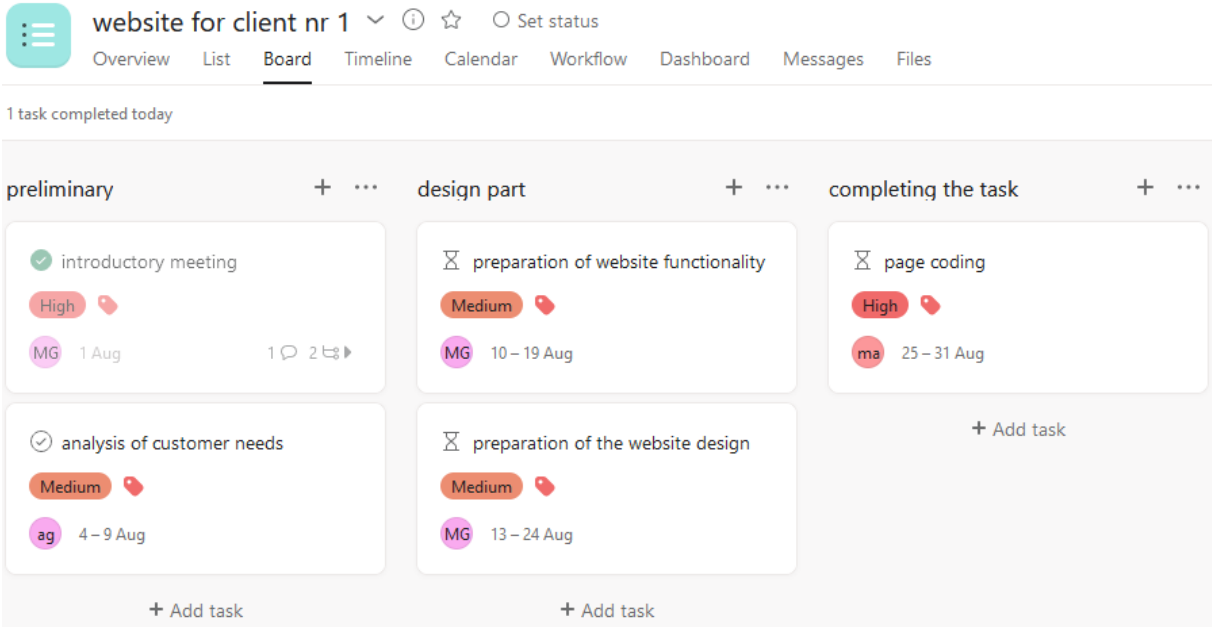 website for client nr 1
Set status
Overview List Board Timeline Calendar Workflow Dashboard Messages Files
1 task completed today
preliminary
introductory meeting
High
MG 1 Aug 1 2
analysis of customer needs
Medium
ag 4 – 9 Aug
+ Add task
design part
preparation of website functionality
Medium
MG 10 – 19 Aug
preparation of the website design
Medium
MG 13 – 24 Aug
+ Add task
completing the task
page coding
High
ma 25 – 31 Aug
+ Add task